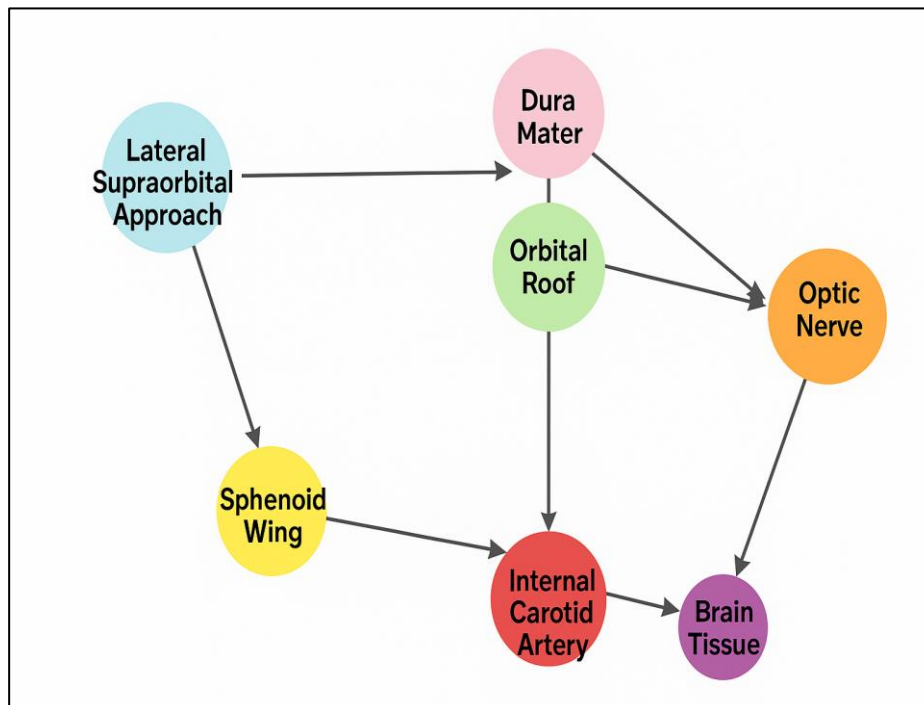 Dura
Mater
Lateral
Supraorbital
Approach
Orbital
Roof
Optic
Nerve
Sphenoid
Wing
Internal
Carotid
Artery
Brain
Tissue